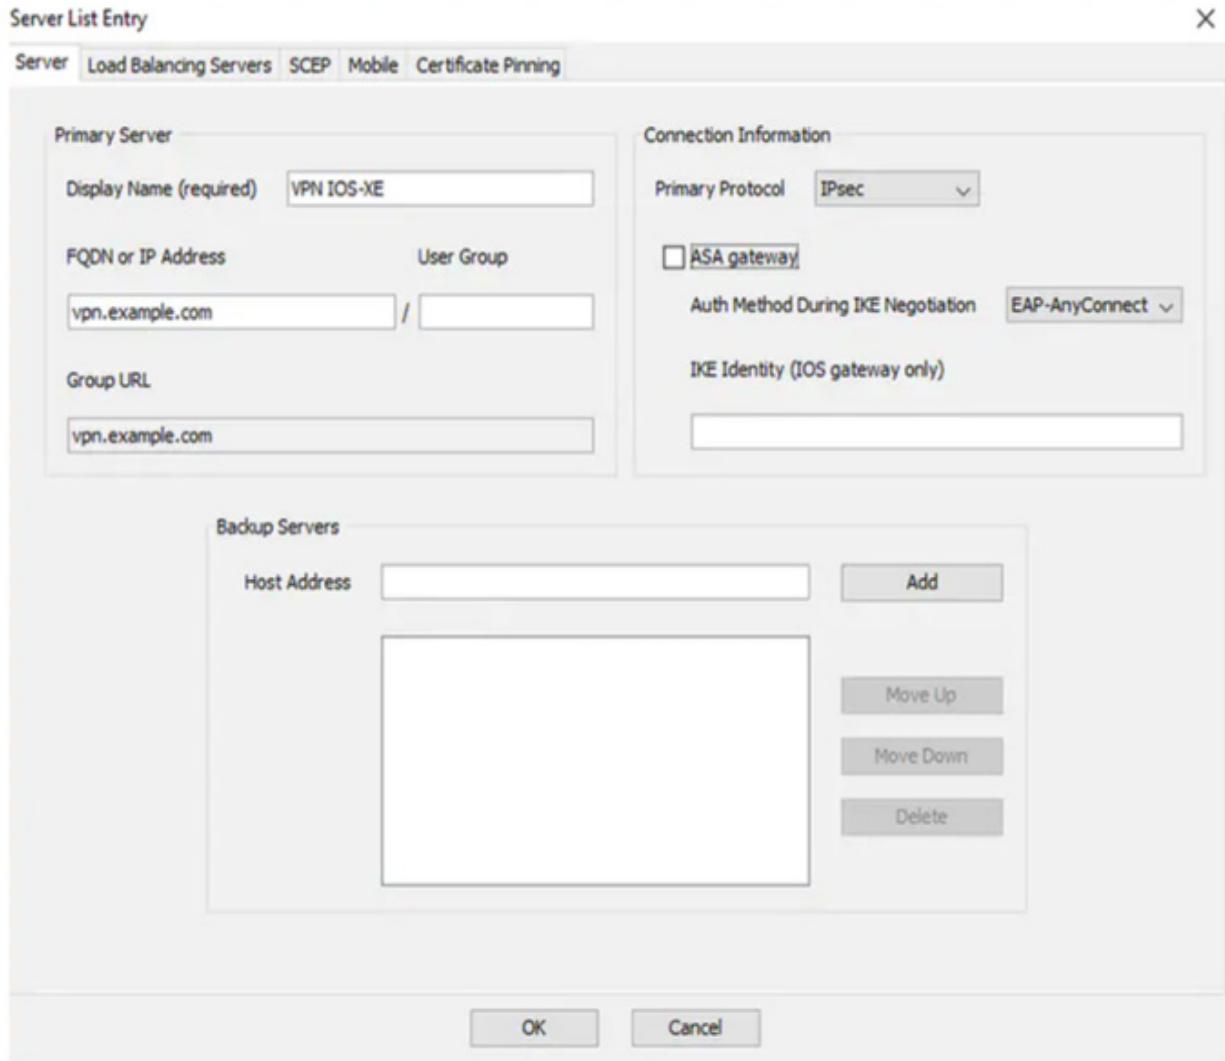 Server List Entry
Server Load Balancing Servers SCEP Mobile Certificate Pinning
Primary Server
Display Name (required) VPN IOS-XE
FQDN or IP Address User Group
vpn.example.com /
Group URL
vpn.example.com
Connection Information
Primary Protocol IPsec
ASA gateway
Auth Method During IKE Negotiation EAP-AnyConnect
IKE Identity (IOS gateway only)
Backup Servers
Host Address Add
Move Up
Move Down
Delete
OK Cancel